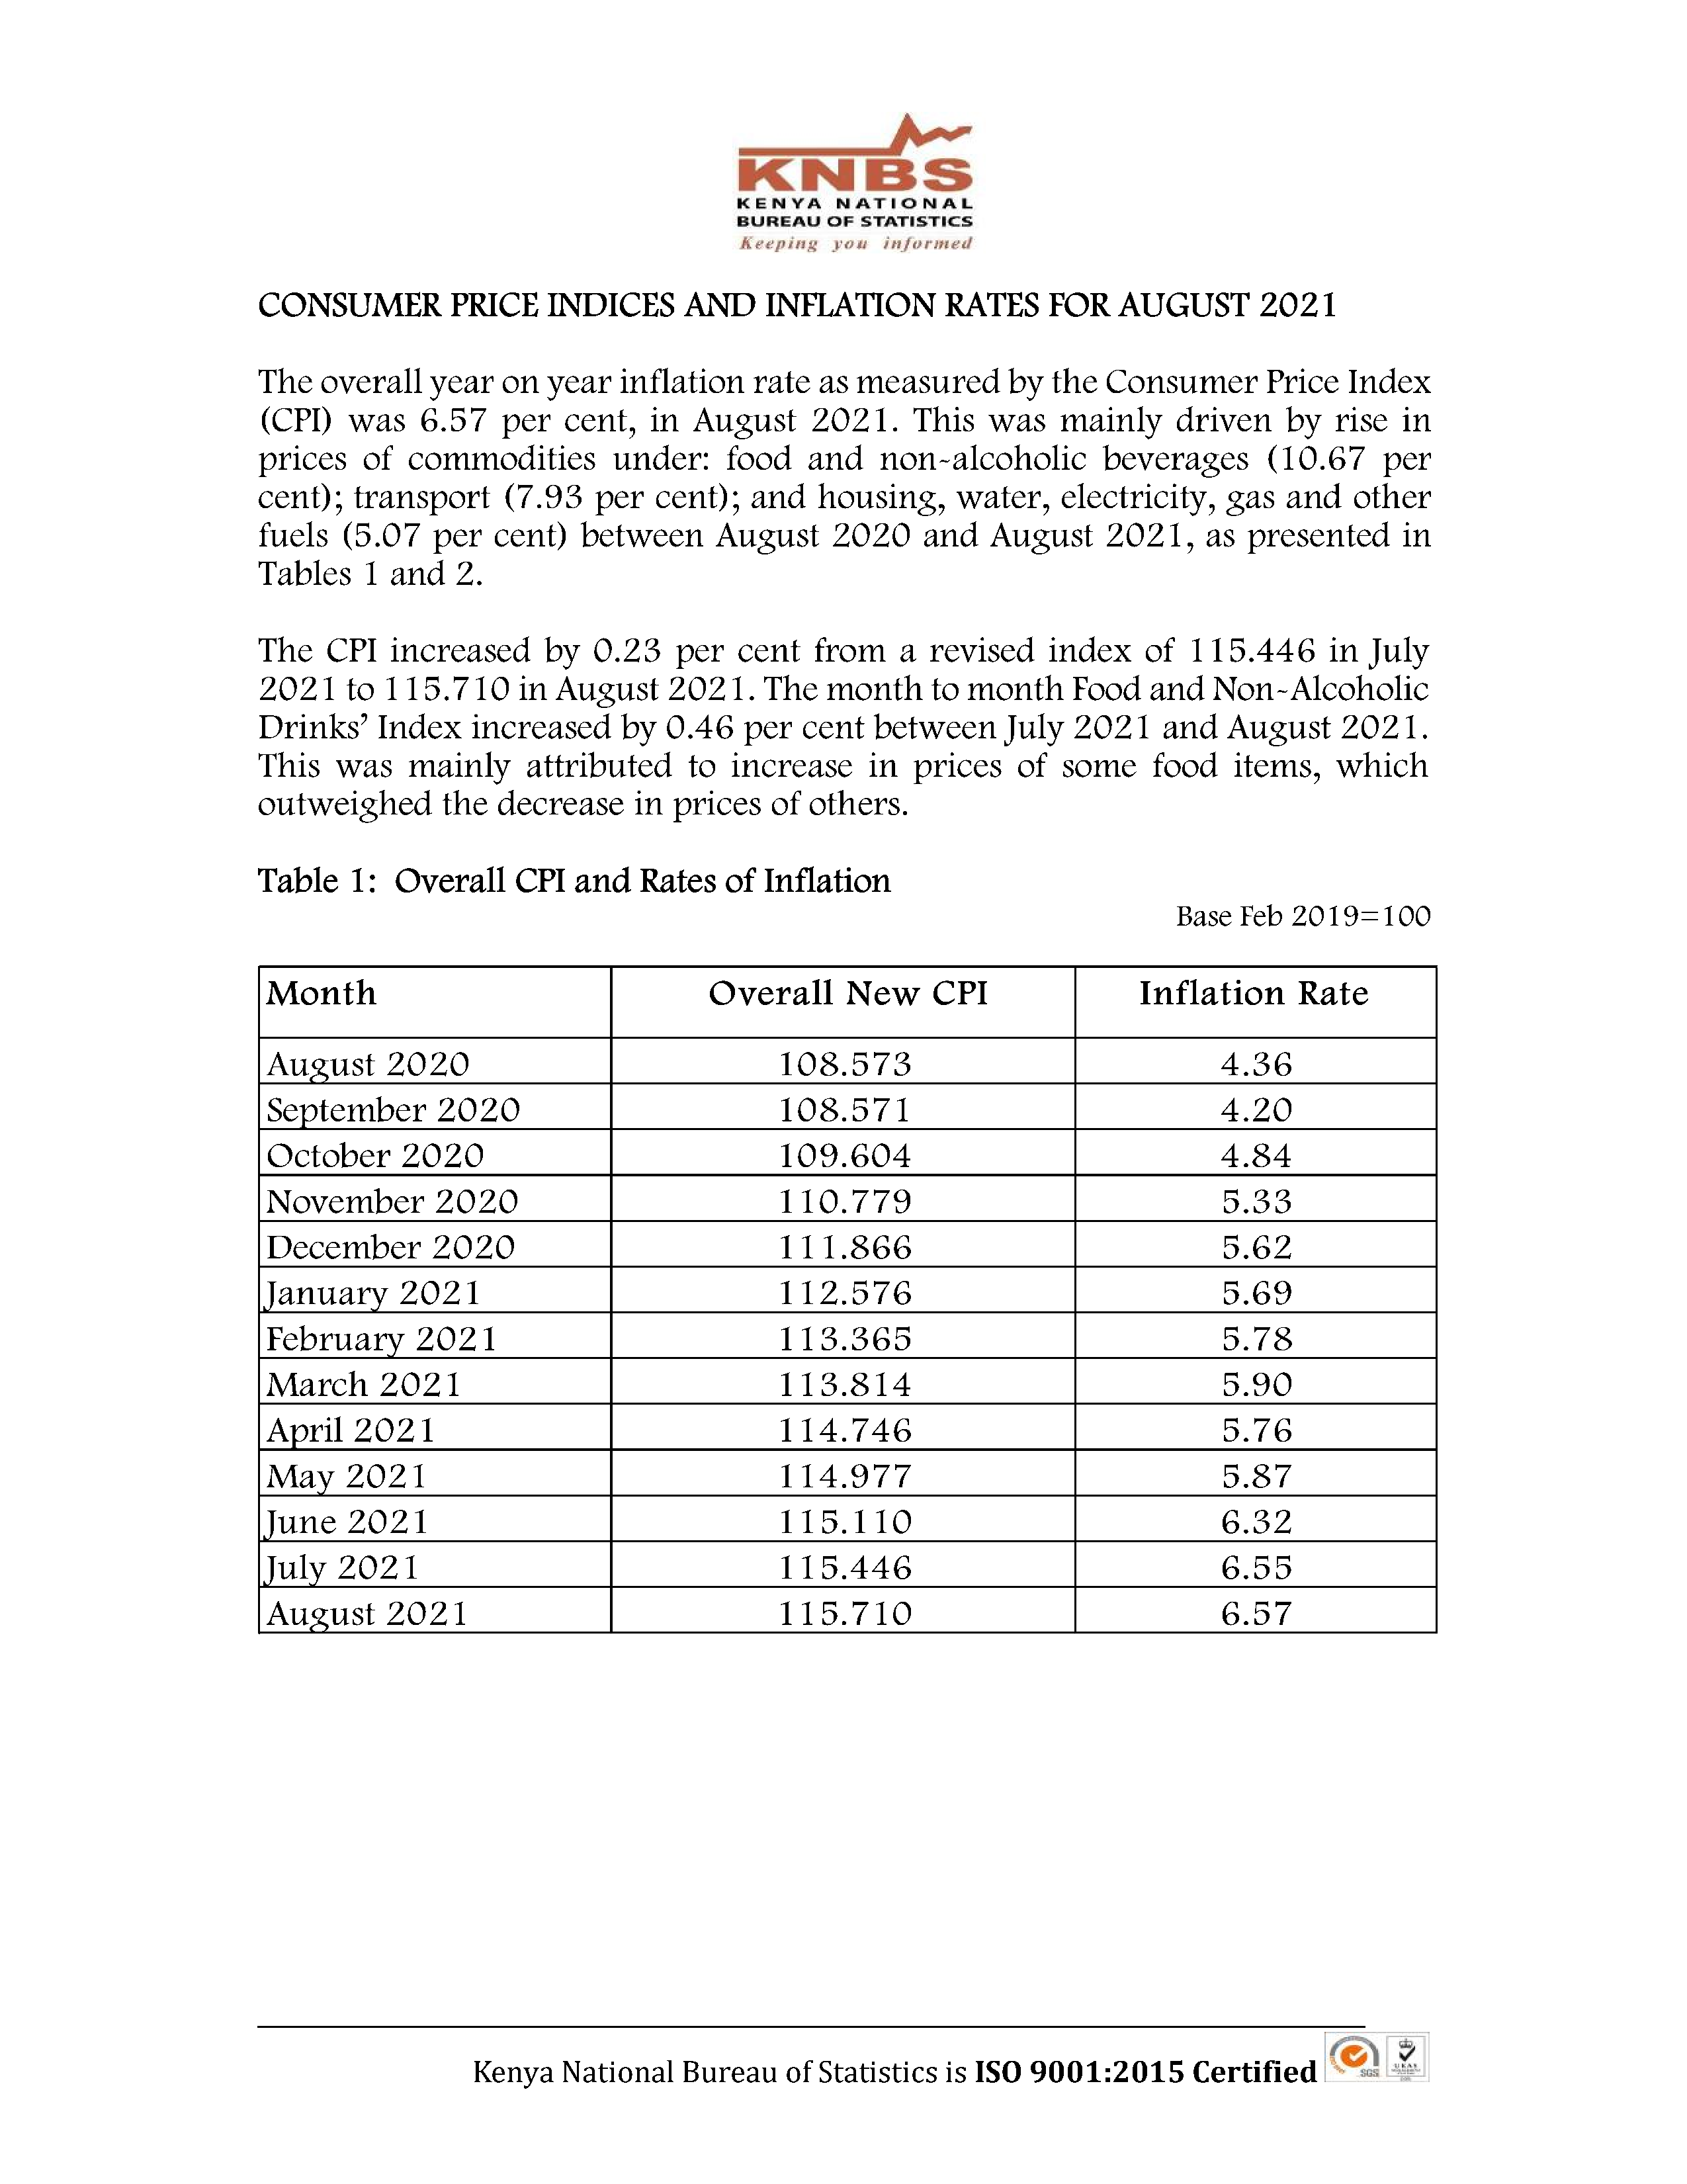 KNBS
KENYA NATIONAL
BUREAU OF STATISTICS
Keeping you informed
CONSUMER PRICE INDICES AND INFLATION RATES FOR AUGUST 2021
The overall year on year inflation rate as measured by the Consumer Price Index
(CPI) was 6.57 per cent, in August 2021. This was mainly driven by rise in
prices of commodities under: food and non-alcoholic beverages (10.67 per
cent); transport (7.93 per cent); and housing, water, electricity, gas and other
fuels (5.07 per cent) between August 2020 and August 2021, as presented in
Tables 1 and 2.
The CPI increased by 0.23 per cent from a revised index of 115.446 in July
2021 to 115.710 in August 2021. The month to month Food and Non-Alcoholic
Drinks’ Index increased by 0.46 per cent between July 2021 and August 2021.
This was mainly attributed to increase in prices of some food items, which
outweighed the decrease in prices of others.
Table 1: Overall CPI and Rates of Inflation
Base Feb 2019=100
Month Overall New CPI Inflation Rate
August 2020 108.573 4.36
September 2020 108.571 4.20
October 2020 109.604 4.84
November 2020 110.779 5.33
December 2020 111.866 5.62
January 2021 112.576 5.69
February 2021 113.365 5.78
March 2021 113.814 5.90
April 2021 114.746 5.76
May 2021 114.977 5.87
June 2021 115.110 6.32
July 2021 115.446 6.55
August 2021 115.710 6.57
Kenya National Bureau of Statistics is ISO 9001:2015 Certified
SGS
UKAS